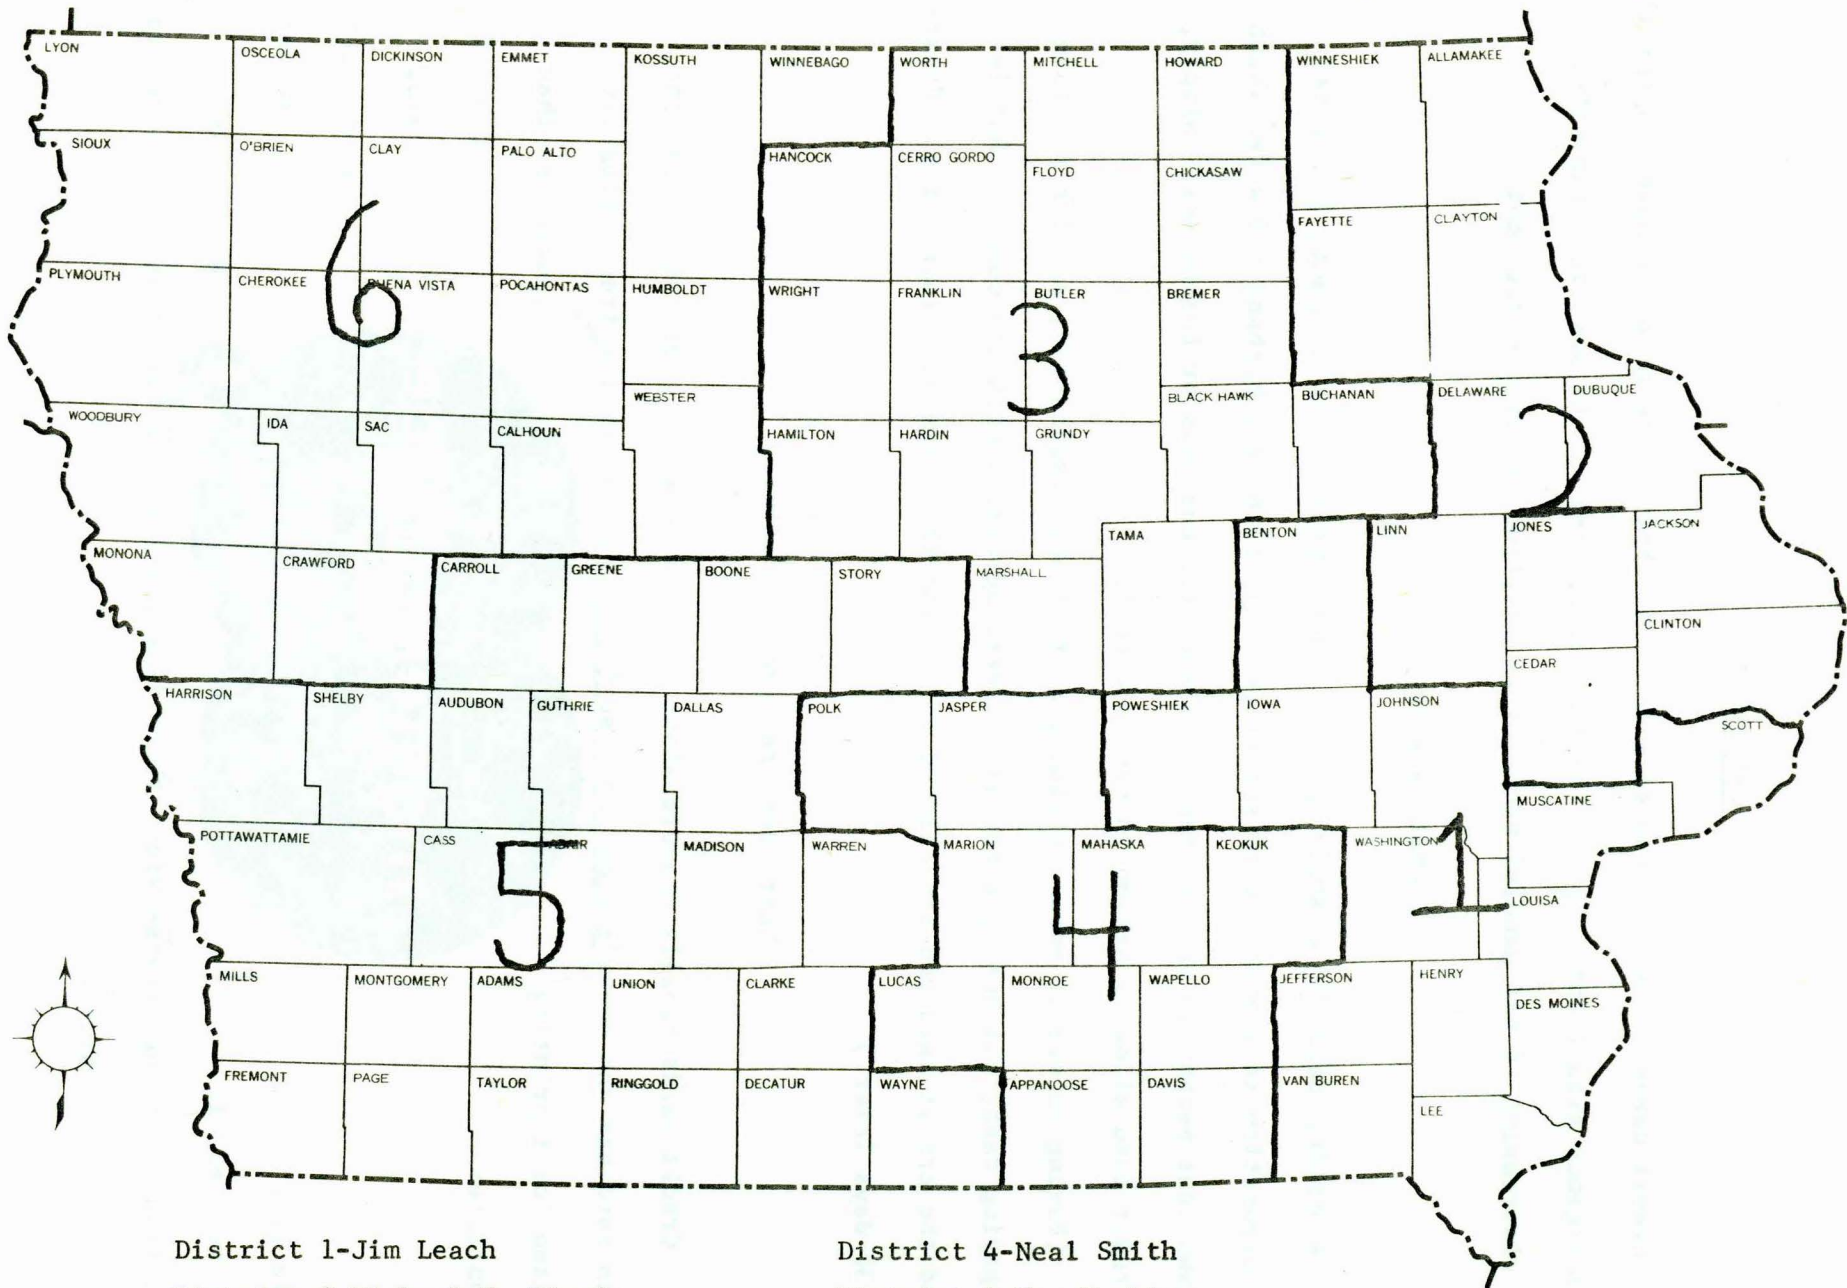 LYON OSCEOLA DICKINSON EMMET KOSSUTH WINNEBAGO WORTH MITCHELL HOWARD WINNESHIEK ALLAMAKEE
SIOUX O'BRIEN CLAY PALO ALTO HANCOCK CERRO GORDO FLOYD CHICKASAW
FAYETTE CLAYTON
6
PLYMOUTH CHEROKEE BUENA VISTA POCAHONTAS HUMBOLDT WRIGHT FRANKLIN BUTLER BREMER
3
WEBSTER BLACK HAWK BUCHANAN DELAWARE DUBUQUE
2
WOODBURY IDA SAC CALHOUN HAMILTON HARDIN GRUNDY
TAMA BENTON LINN JONES JACKSON
MONONA CRAWFORD CARROLL GREENE BOONE STORY MARSHALL
CLINTON
CEDAR
HARRISON SHELBY AUDUBON GUTHRIE DALLAS POLK JASPER POWESHIEK IOWA JOHNSON SCOTT
MUSCATINE
POTTAWATTAMIE CASS ADAIR MADISON WARREN MARION MAHASKA KEOKUK WASHINGTON
5 4 1
LOUISA
MILLS MONTGOMERY ADAMS UNION CLARKE LUCAS MONROE WAPELLO JEFFERSON HENRY
DES MOINES
FREMONT PAGE TAYLOR RINGGOLD DECATUR WAYNE APPANOOSE DAVIS VAN BUREN
LEE
District 1-Jim Leach District 4-Neal Smith